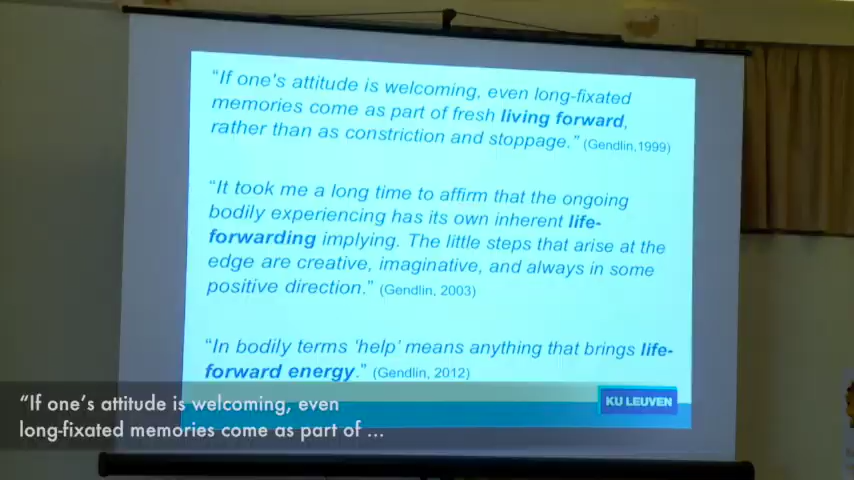 “If one's attitude is welcoming, even long-fixated
memories come as part of fresh living forward,
rather than as constriction and stoppage.” (Gendlin,1999)
“It took me a long time to affirm that the ongoing
bodily experiencing has its own inherent life-
forwarding implying. The little steps that arise at the
edge are creative, imaginative, and always in some
positive direction.” (Gendlin, 2003)
“In bodily terms ‘help’ means anything that brings life-
forward energy.” (Gendlin, 2012)
KU LEUVEN
“If one’s attitude is welcoming, even
long-fixated memories come as part of ...